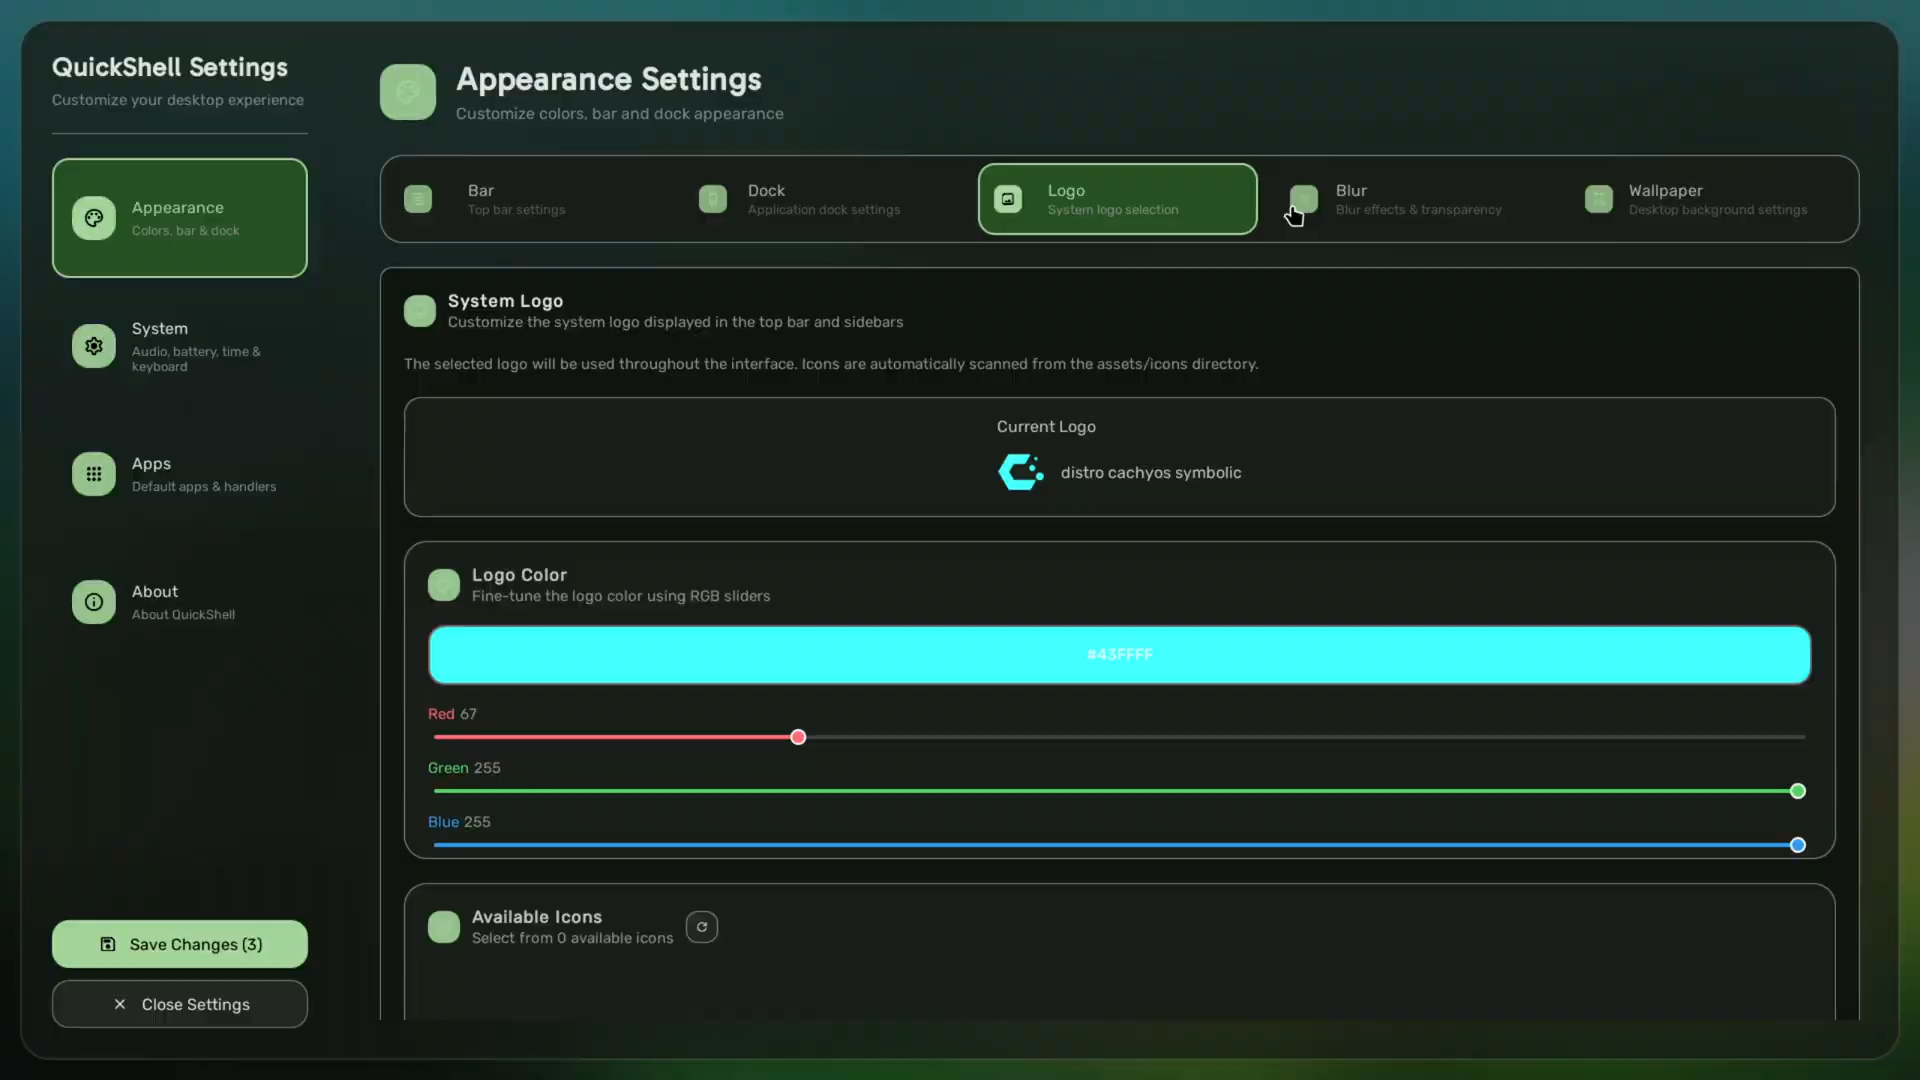 QuickShell Settings
Customize your desktop experience
Appearance
Colors, bar & dock
System
Audio, battery, time &
keyboard
Apps
Default apps & handlers
About
About QuickShell
Save Changes (3)
Close Settings
Appearance Settings
Customize colors, bar and dock appearance
Bar
Top bar settings
Dock
Application dock settings
Logo
System logo selection
Blur
Blur effects & transparency
Wallpaper
Desktop background settings
System Logo
Customize the system logo displayed in the top bar and sidebars
The selected logo will be used throughout the interface. Icons are automatically scanned from the assets/icons directory.
Current Logo
distro cachyos symbolic
Logo Color
Fine-tune the logo color using RGB sliders
#43FFFF
Red 67
Green 255
Blue 255
Available Icons
Select from 0 available icons